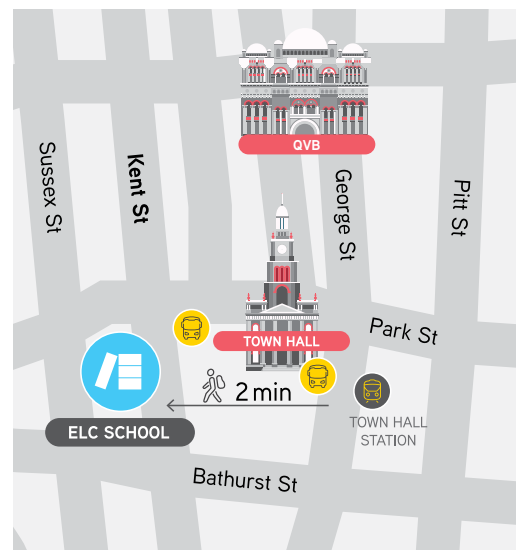 QVB
Sussex St
Kent St
George St
Pitt St
Park St
TOWN HALL
2 min
ELC SCHOOL
TOWN HALL
STATION
Bathurst St